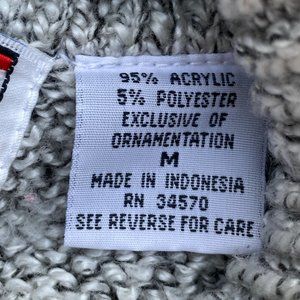 95% ACRYLIC
5% POLYESTER
EXCLUSIVE OF
ORNAMENTATION
M
MADE IN INDONESIA
RN 34570
SEE REVERSE FOR CARE